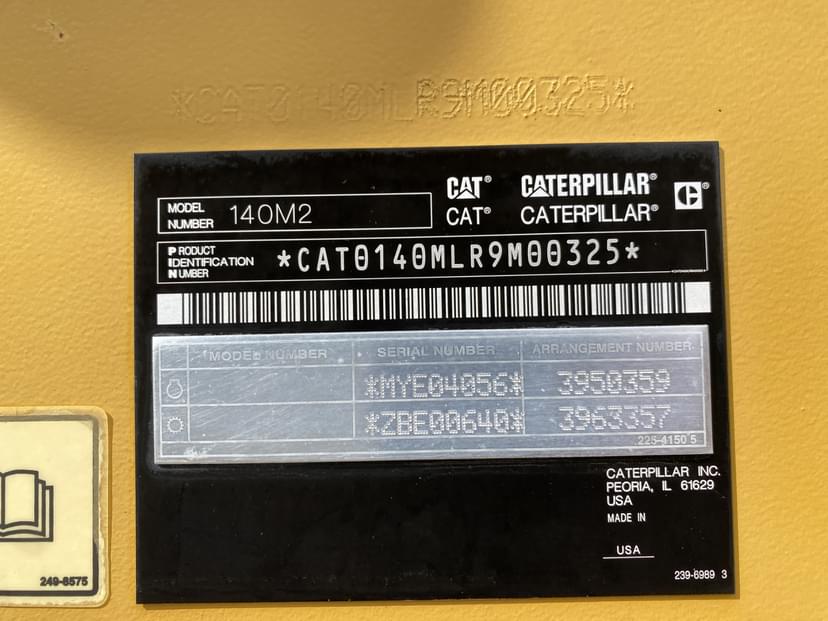 *CAT0140MLR9M00325*
CAT® CATERPILLAR®
MODEL NUMBER 140M2
CAT® CATERPILLAR®
PRODUCT IDENTIFICATION NUMBER *CAT0140MLR9M00325*
MODEL NUMBER SERIAL NUMBER ARRANGEMENT NUMBER
*MYE04056* 3950359
*ZBE00640* 3963357
225-4150 5
CATERPILLAR INC.
PEORIA, IL 61629
USA
MADE IN
USA
239-6989 3
249-8575